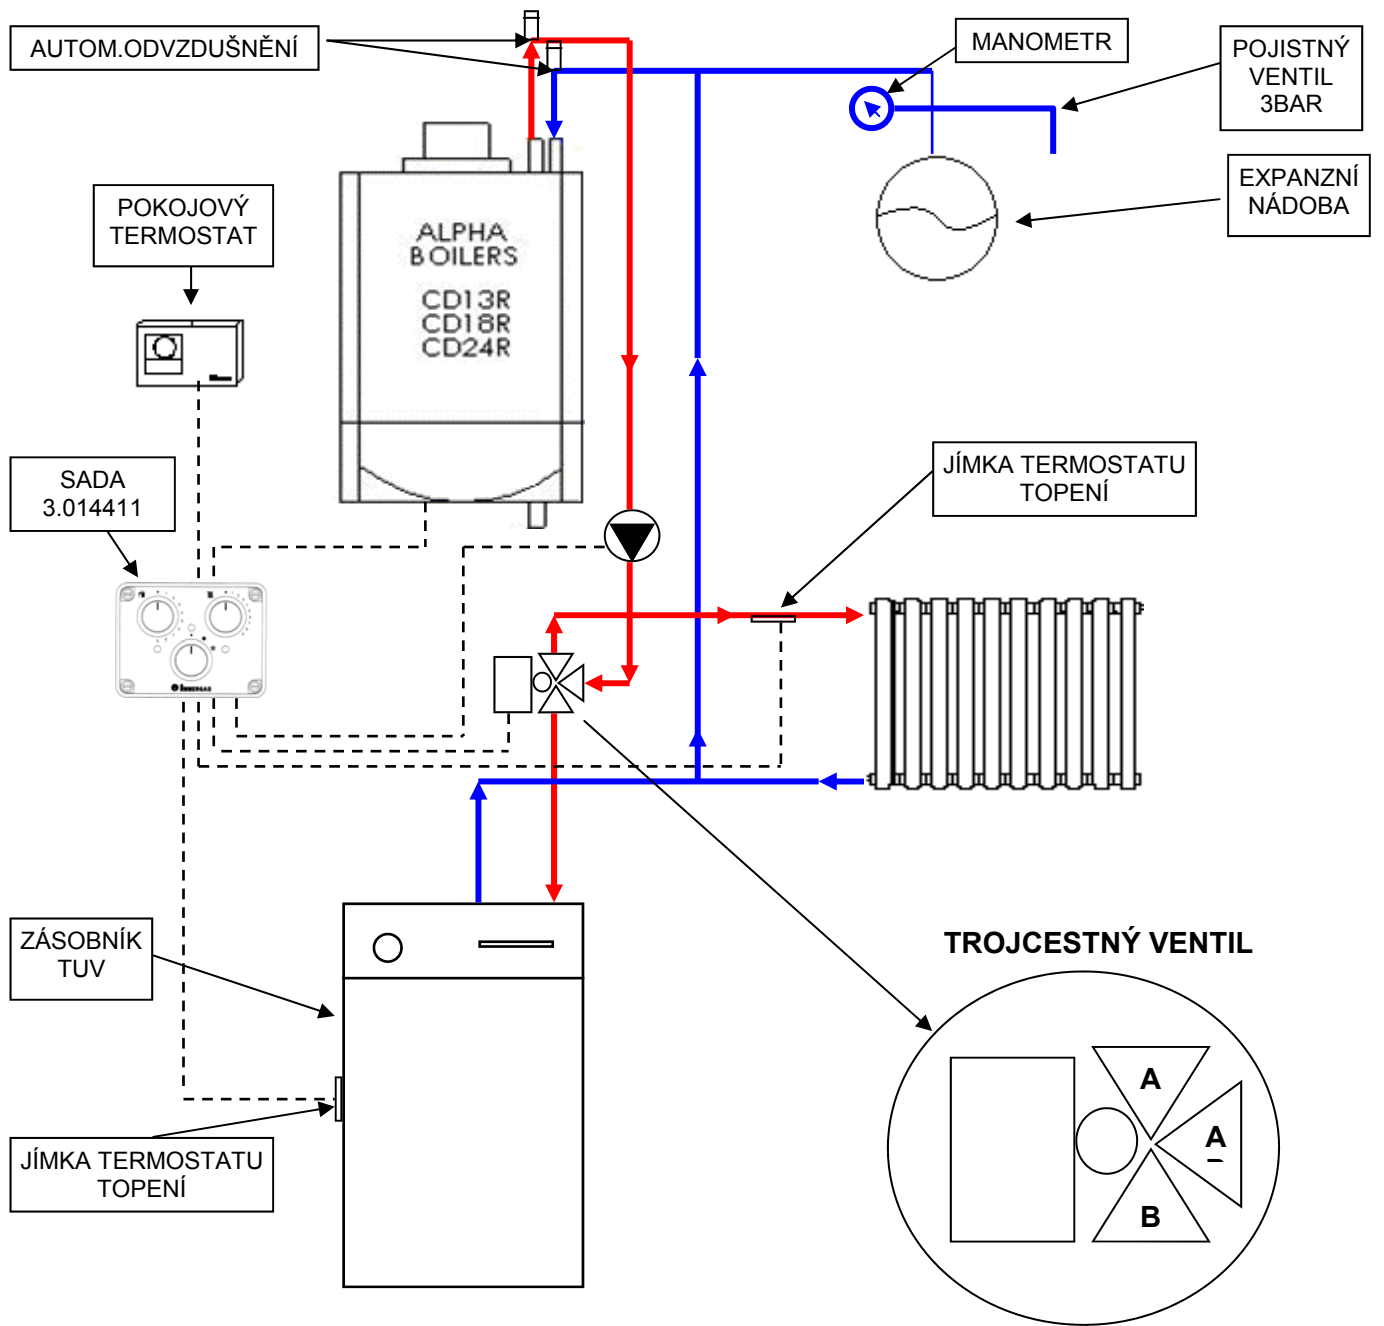 AUTOM.ODVZDUŠNĚNÍ
MANOMETR
POJISTNÝ
VENTIL
3BAR
EXPANZNÍ
NÁDOBA
POKOJOVÝ
TERMOSTAT
ALPHA
BOILERS
CD13R
CD18R
CD24R
SADA
3.014411
JÍMKA TERMOSTATU
TOPENÍ
IMMERGAS
ZÁSOBNÍK
TUV
JÍMKA TERMOSTATU
TOPENÍ
TROJCESTNÝ VENTIL
A
A
B